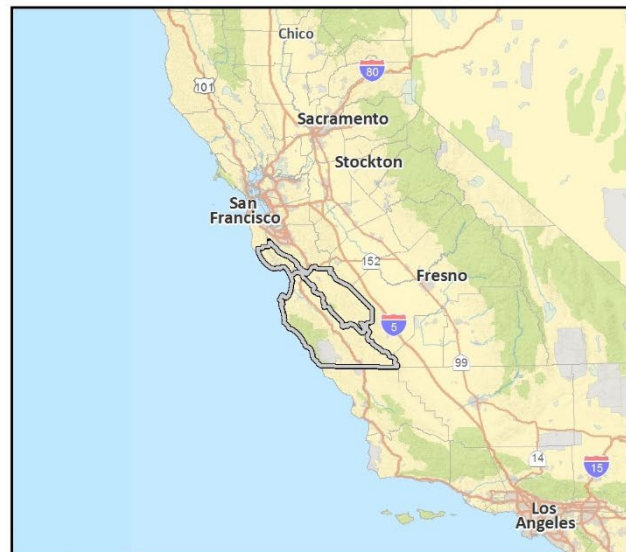 Chico
80
101
Sacramento
Stockton
San
Francisco
152
Fresno
5
99
14
15
Los
Angeles